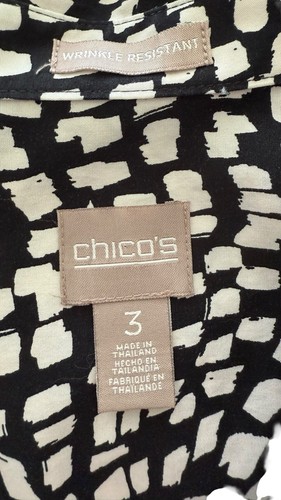 WRINKLE RESISTANT
chico's
3
MADE IN
THAILAND
HECHO EN
TAILANDIA
FABRIQUÉ EN
THAÏLANDE